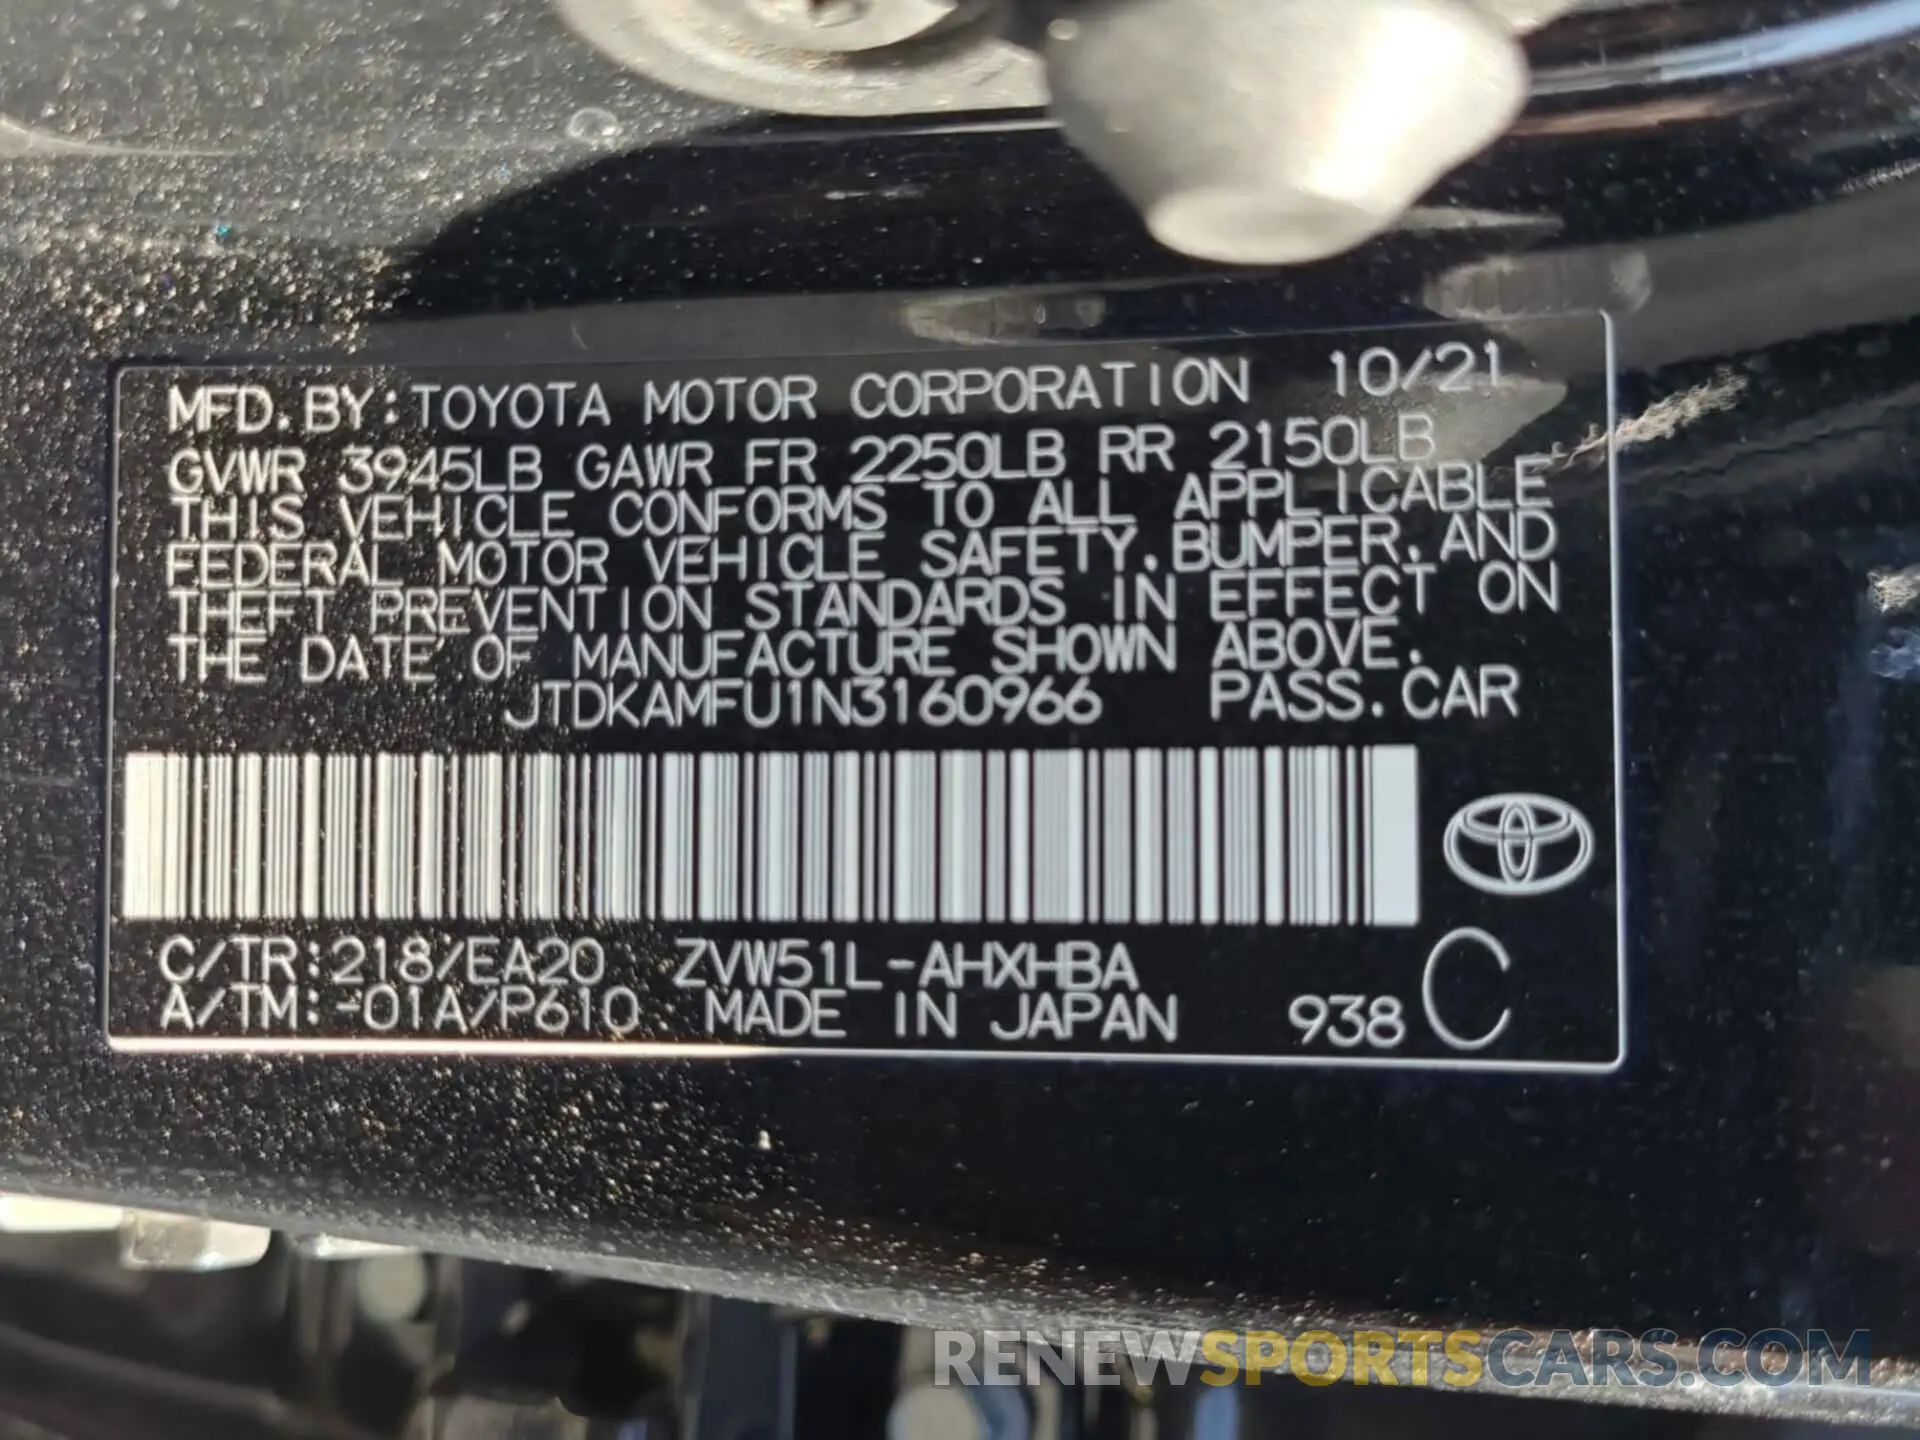 MFD.BY:TOYOTA MOTOR CORPORATION 10/21
GVWR 3945LB GAWR FR 2250LB RR 2150LB
THIS VEHICLE CONFORMS TO ALL APPLICABLE
FEDERAL MOTOR VEHICLE SAFETY,BUMPER,AND
THEFT PREVENTION STANDARDS IN EFFECT ON
THE DATE OF MANUFACTURE SHOWN ABOVE.
JTDKAMFU1N3160966 PASS.CAR
C/TR:218/EA20 ZVW51L-AHXHBA
A/TM:-01A/P610 MADE IN JAPAN 938 C
RENEWSPORTSCARS.COM